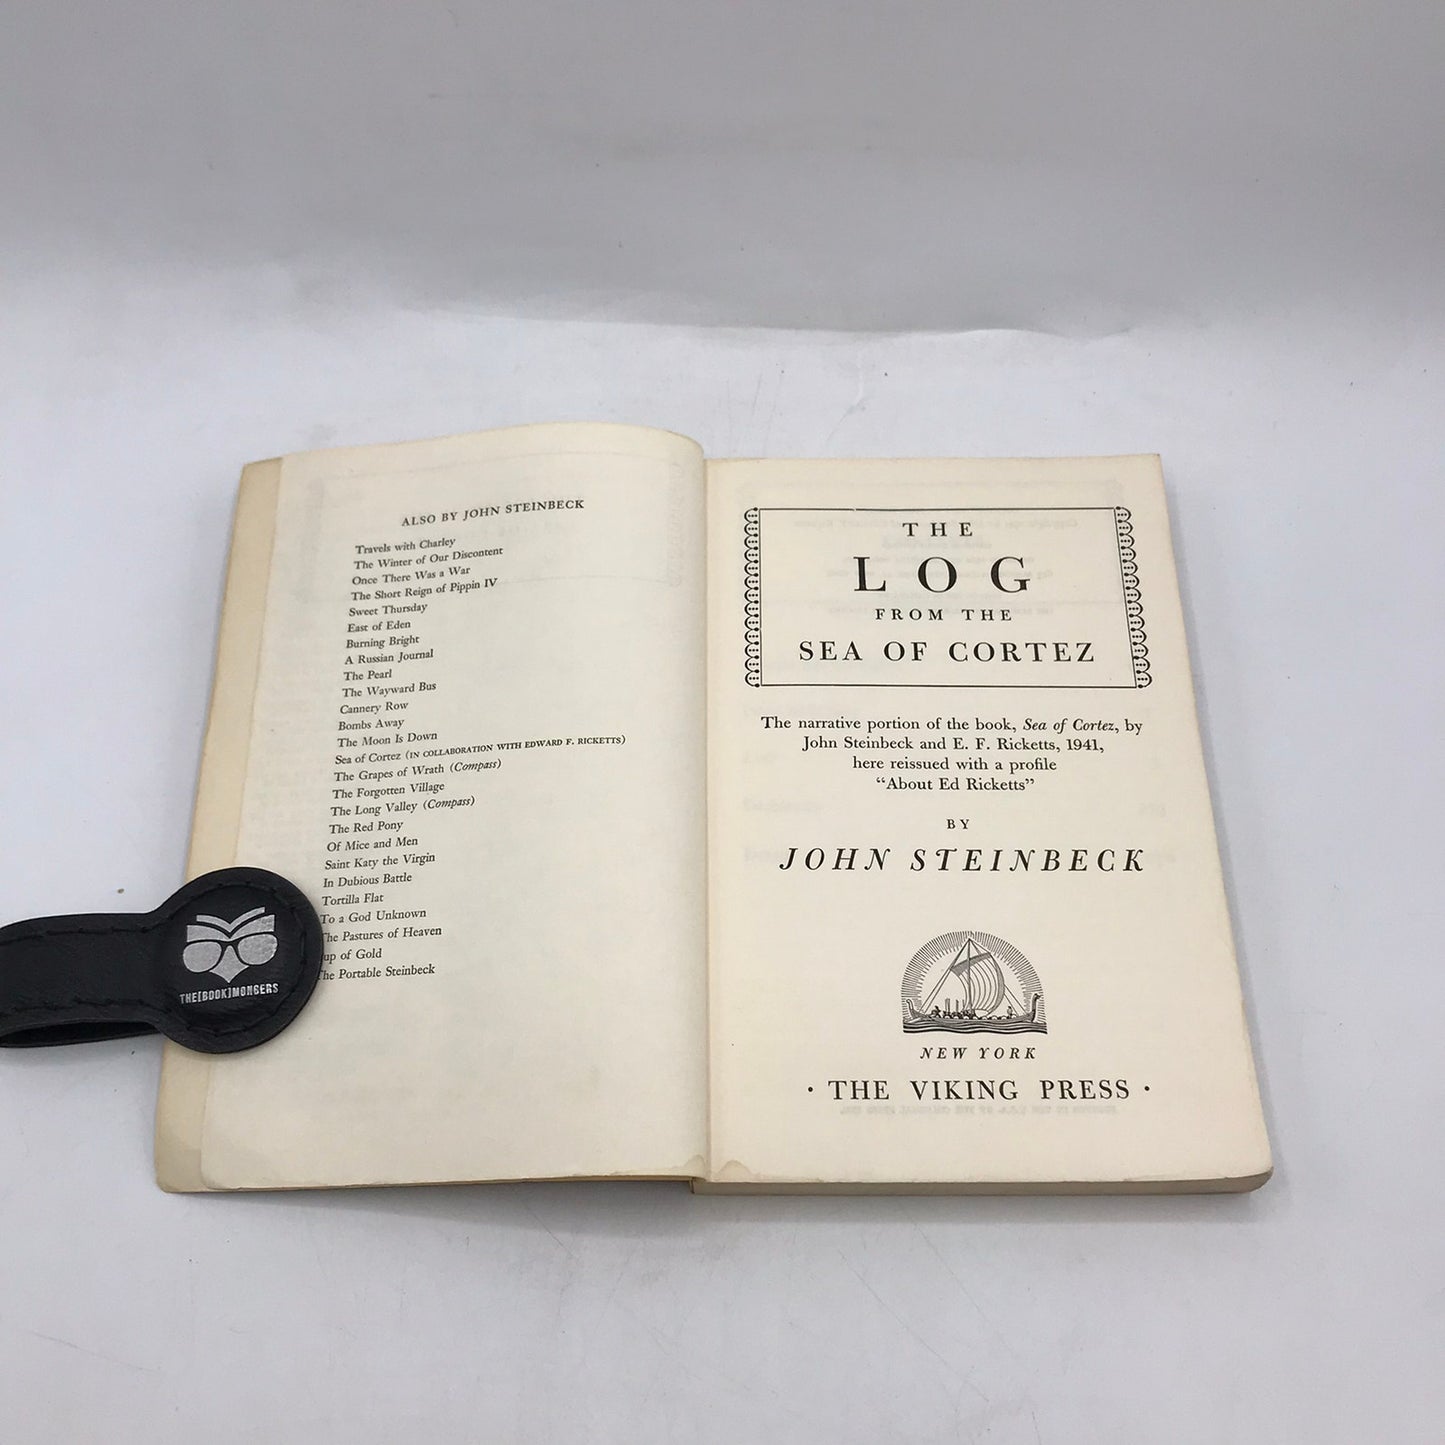 ALSO BY JOHN STEINBECK
Travels with Charley
The Winter of Our Discontent
Once There Was a War
The Short Reign of Pippin IV
Sweet Thursday
East of Eden
Burning Bright
A Russian Journal
The Pearl
The Wayward Bus
Cannery Row
Bombs Away
The Moon Is Down
Sea of Cortez (IN COLLABORATION WITH EDWARD F. RICKETTS)
The Grapes of Wrath (Compass)
The Forgotten Village
The Long Valley (Compass)
The Red Pony
Of Mice and Men
Saint Katy the Virgin
In Dubious Battle
Tortilla Flat
To a God Unknown
The Pastures of Heaven
up of Gold
The Portable Steinbeck
THE[BOOK]MONGERS
THE
LOG
FROM THE
SEA OF CORTEZ
The narrative portion of the book, Sea of Cortez, by
John Steinbeck and E. F. Ricketts, 1941,
here reissued with a profile
“About Ed Ricketts”
BY
JOHN STEINBECK
NEW YORK
· THE VIKING PRESS ·